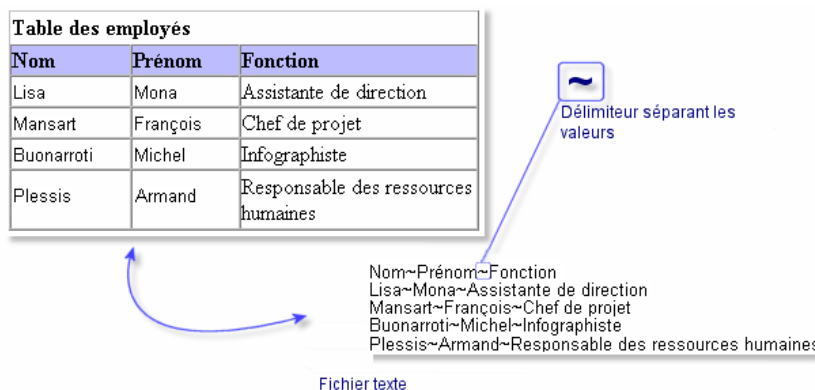 Table des employés
Nom Prénom Fonction
Lisa Mona Assistante de direction
Mansart François Chef de projet
Buonarroti Michel Infographiste
Plessis Armand Responsable des ressources
humaines
~
Délimiteur séparant les
valeurs
Nom~Prénom~Fonction
Lisa~Mona~Assistante de direction
Mansart~François~Chef de projet
Buonarroti~Michel~Infographiste
Plessis~Armand~Responsable des ressources humaines
Fichier texte